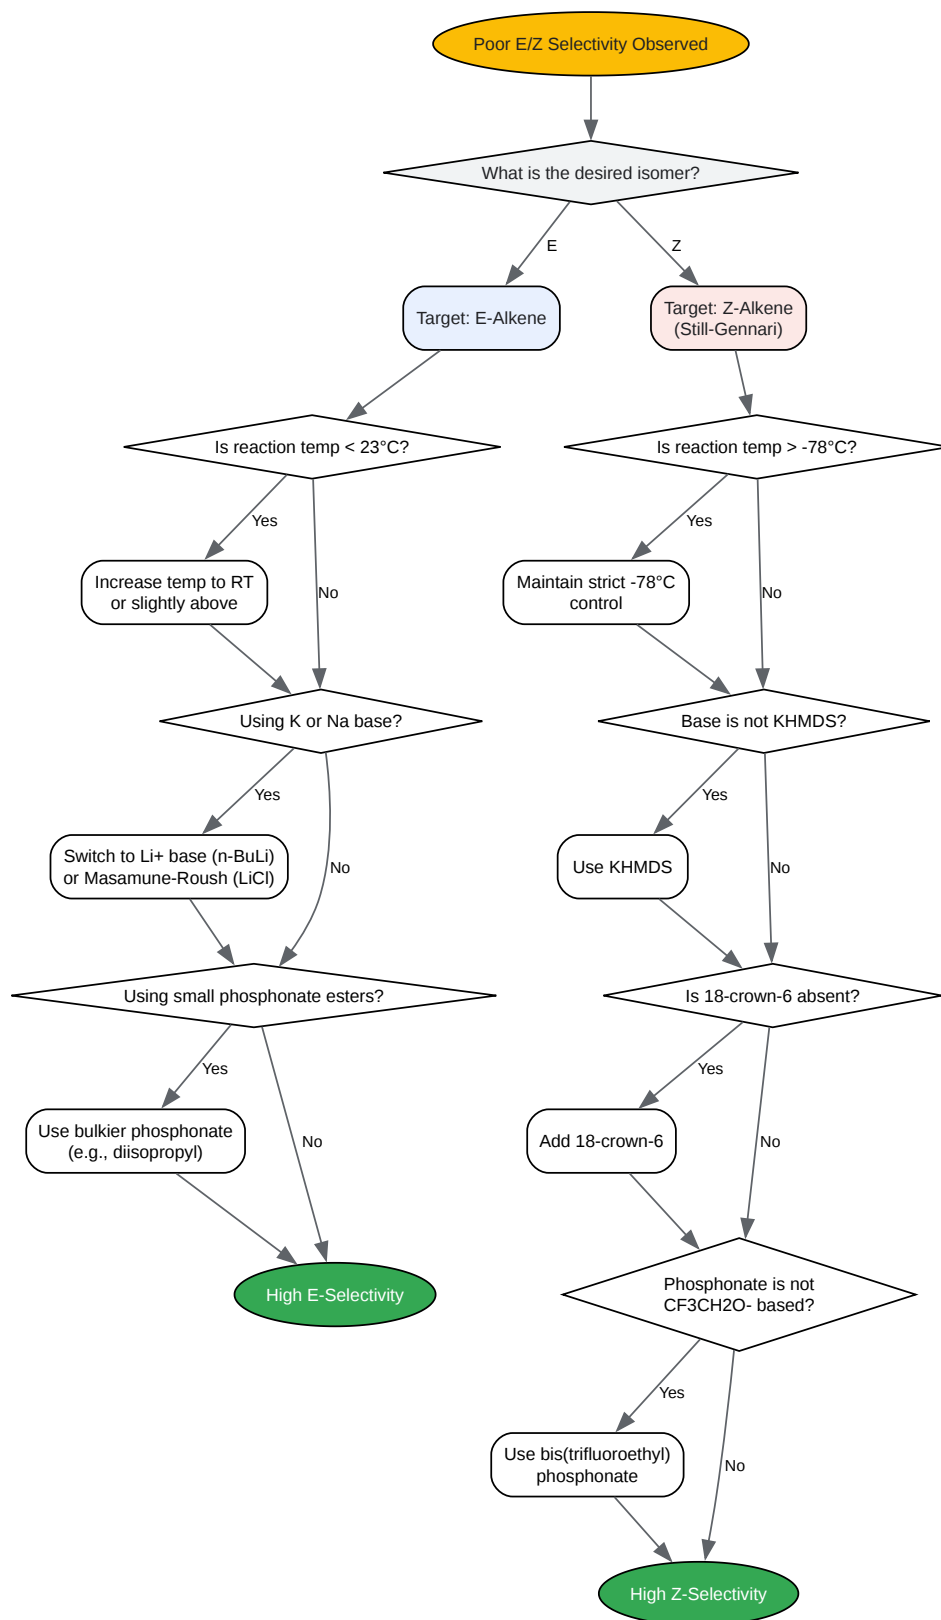 Poor E/Z Selectivity Observed
What is the desired isomer?
E
Z
Target: E-Alkene
Target: Z-Alkene
(Still-Gennari)
Is reaction temp < 23°C?
Is reaction temp > -78°C?
Yes
Yes
Increase temp to RT
or slightly above
No
Maintain strict -78°C
control
No
Using K or Na base?
Base is not KHMDS?
Yes
Yes
Switch to Li+ base (n-BuLi)
or Masamune-Roush (LiCl)
No
Use KHMDS
No
Using small phosphonate esters?
Is 18-crown-6 absent?
Yes
Yes
Use bulkier phosphonate
(e.g., diisopropyl)
No
Add 18-crown-6
No
High E-Selectivity
Phosphonate is not
CF3CH2O- based?
Yes
Use bis(trifluoroethyl)
phosphonate
No
High Z-Selectivity